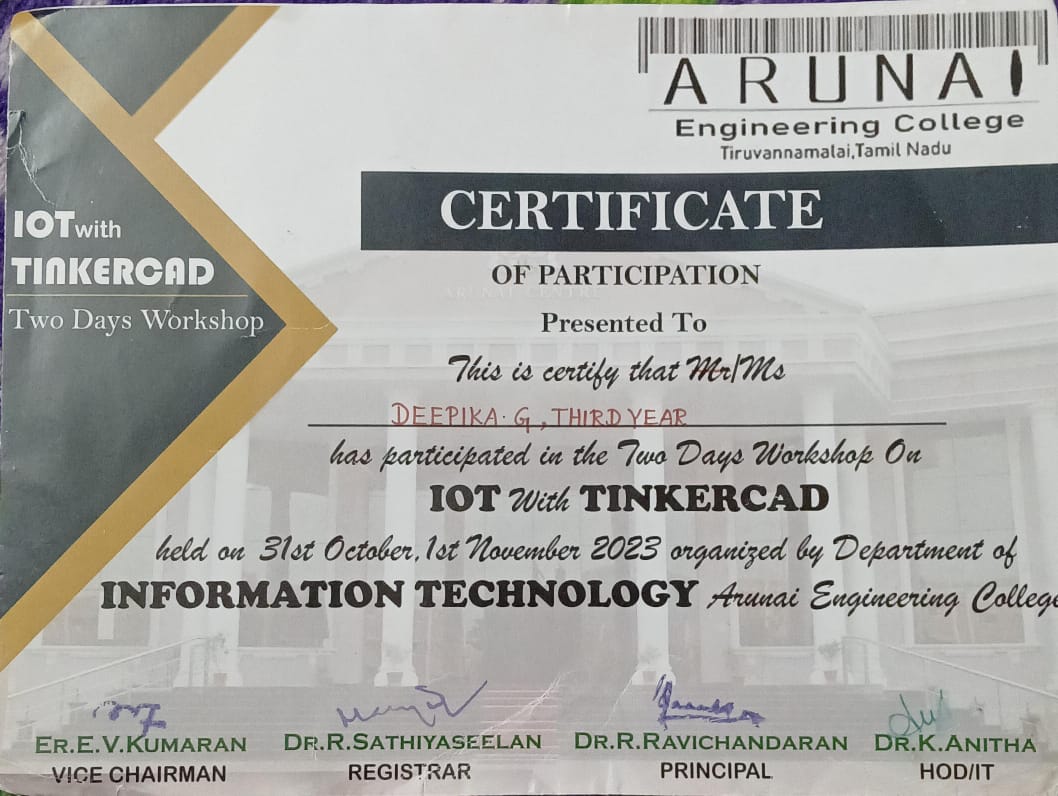 ARUNAI
Engineering College
Tiruvannamalai,Tamil Nadu
IOT with
TINKERCAD
Two Days Workshop
CERTIFICATE
OF PARTICIPATION
Presented To
This is certify that Mr/Ms
DEEPIKA. G, THIRD YEAR
has participated in the Two Days Workshop On
IOT With TINKERCAD
held on 31st October,1st November 2023 organized by Department of
INFORMATION TECHNOLOGY Arunai Engineering College
ER.E.V.KUMARAN
VICE CHAIRMAN
DR.R.SATHIYASEELAN
REGISTRAR
DR.R.RAVICHANDARAN
PRINCIPAL
DR.K.ANITHA
HOD/IT